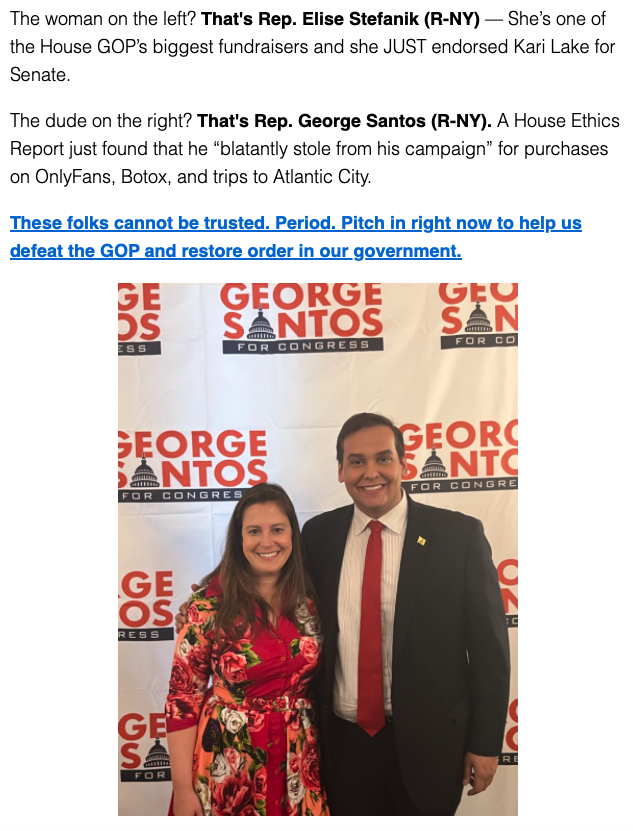 The woman on the left? That's Rep. Elise Stefanik (R-NY) — She’s one of
the House GOP’s biggest fundraisers and she JUST endorsed Kari Lake for
Senate.
The dude on the right? That's Rep. George Santos (R-NY). A House Ethics
Report just found that he “blatantly stole from his campaign” for purchases
on OnlyFans, Botox, and trips to Atlantic City.
These folks cannot be trusted. Period. Pitch in right now to help us
defeat the GOP and restore order in our government.
GE GEORGE GEO
OS SANTOS SAN
ESS FOR CONGRESS FOR CO
GEORGE GEORG
SANTOS SANTO
FOR CONGRES FOR CONGRE
GE
OS
RESS
GE
SA
FOR